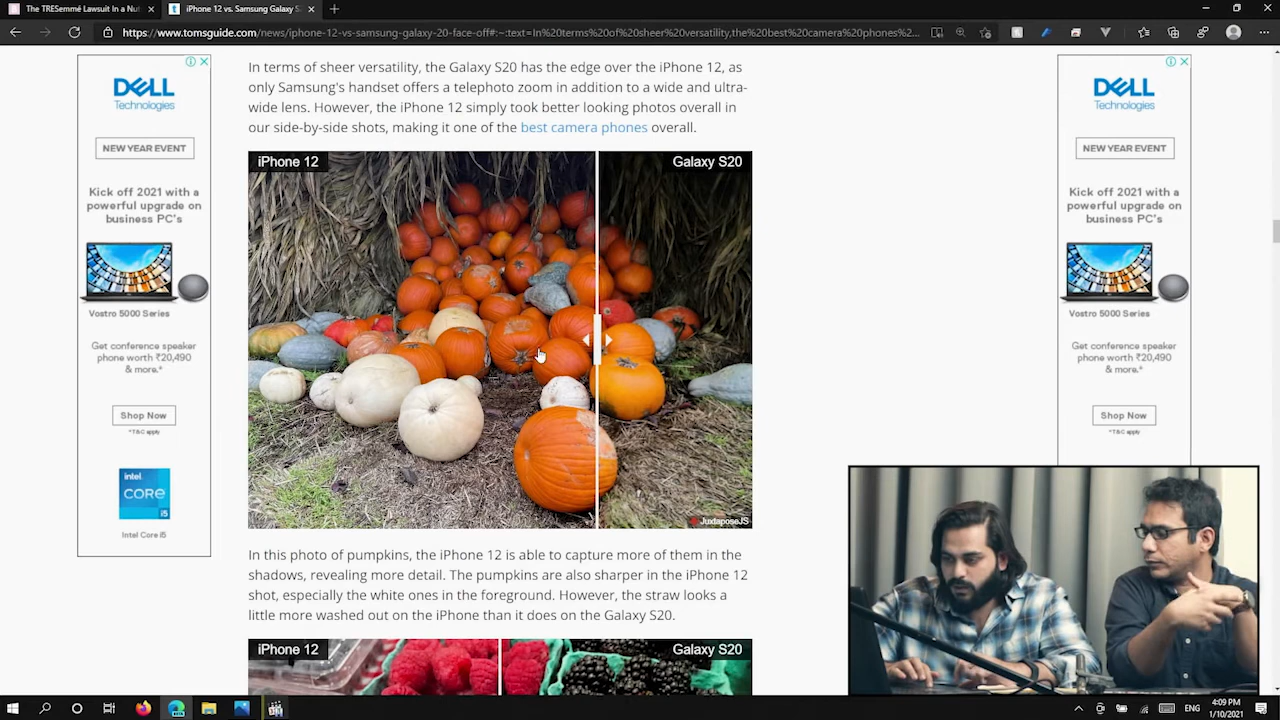 The TRESemmé Lawsuit In a Nut
iPhone 12 vs. Samsung Galaxy S
https://www.tomsguide.com/news/iphone-12-vs-samsung-galaxy-20-face-off#:~:text=In%20terms%20of%20sheer%20versatility,the%20best%20camera%20phones%2...
DELL
Technologies
NEW YEAR EVENT
Kick off 2021 with a
powerful upgrade on
business PC's
Vostro 5000 Series
Get conference speaker
phone worth ₹20,490
& more.*
Shop Now
*T&C apply
intel
CORE
i5
Intel Core i5
In terms of sheer versatility, the Galaxy S20 has the edge over the iPhone 12, as
only Samsung's handset offers a telephoto zoom in addition to a wide and ultra-
wide lens. However, the iPhone 12 simply took better looking photos overall in
our side-by-side shots, making it one of the best camera phones overall.
iPhone 12
Galaxy S20
JuxtaposeJS
In this photo of pumpkins, the iPhone 12 is able to capture more of them in the
shadows, revealing more detail. The pumpkins are also sharper in the iPhone 12
shot, especially the white ones in the foreground. However, the straw looks a
little more washed out on the iPhone than it does on the Galaxy S20.
iPhone 12
Galaxy S20
DELL
Technologies
NEW YEAR EVENT
Kick off 2021 with a
powerful upgrade on
business PC's
Vostro 5000 Series
Get conference speaker
phone worth ₹20,490
& more.*
Shop Now
*T&C apply
ENG
4:09 PM
1/10/2021